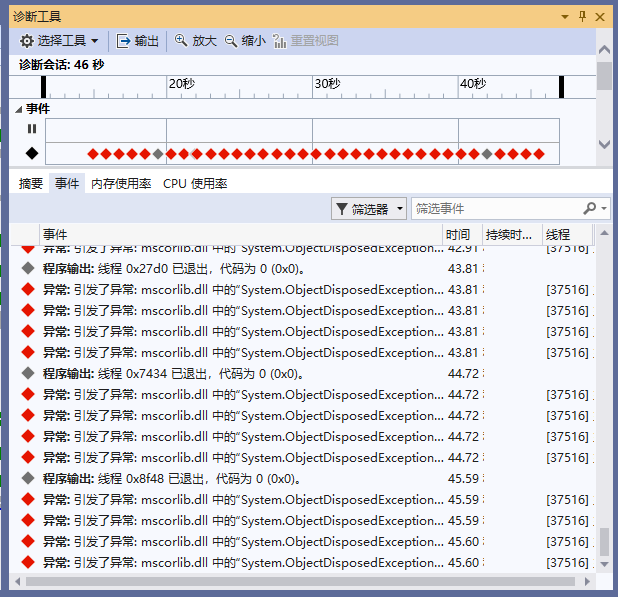 诊断工具
选择工具 输出 放大 缩小 重置视图
诊断会话: 46 秒
20秒 30秒 40秒
事件
摘要 事件 内存使用率 CPU 使用率
筛选器 筛选事件
事件 时间 持续时... 线程
异常: 引发了异常: mscorlib.dll 中的“System.ObjectDisposedException... 42.91 [37516]
程序输出: 线程 0x27d0 已退出，代码为 0 (0x0)。 43.81
异常: 引发了异常: mscorlib.dll 中的“System.ObjectDisposedException... 43.81 [37516]
异常: 引发了异常: mscorlib.dll 中的“System.ObjectDisposedException... 43.81 [37516]
异常: 引发了异常: mscorlib.dll 中的“System.ObjectDisposedException... 43.81 [37516]
异常: 引发了异常: mscorlib.dll 中的“System.ObjectDisposedException... 43.81 [37516]
程序输出: 线程 0x7434 已退出，代码为 0 (0x0)。 44.72
异常: 引发了异常: mscorlib.dll 中的“System.ObjectDisposedException... 44.72 [37516]
异常: 引发了异常: mscorlib.dll 中的“System.ObjectDisposedException... 44.72 [37516]
异常: 引发了异常: mscorlib.dll 中的“System.ObjectDisposedException... 44.72 [37516]
异常: 引发了异常: mscorlib.dll 中的“System.ObjectDisposedException... 44.72 [37516]
程序输出: 线程 0x8f48 已退出，代码为 0 (0x0)。 45.59
异常: 引发了异常: mscorlib.dll 中的“System.ObjectDisposedException... 45.59 [37516]
异常: 引发了异常: mscorlib.dll 中的“System.ObjectDisposedException... 45.59 [37516]
异常: 引发了异常: mscorlib.dll 中的“System.ObjectDisposedException... 45.60 [37516]
异常: 引发了异常: mscorlib.dll 中的“System.ObjectDisposedException... 45.60 [37516]